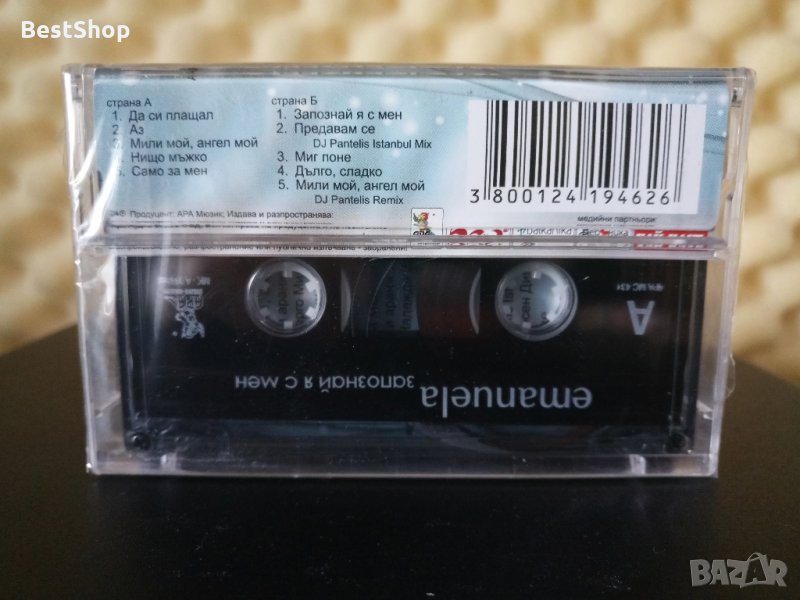 BestShop
BestShop
страна А
1. Да си плащал
2. Аз
3. Мили мой, ангел мой
4. Нищо мъжко
5. Само за мен
страна Б
1. Запознай я с мен
2. Предавам се
DJ Pantelis Istanbul Mix
3. Миг поне
4. Дълго, сладко
5. Мили мой, ангел мой
DJ Pantelis Remix
3 800124 194626
Продуцент: АРА Мюзик; Издава и разпространява:
медийни партньори:
A
запознай я с мен
emanuela
BAZAR